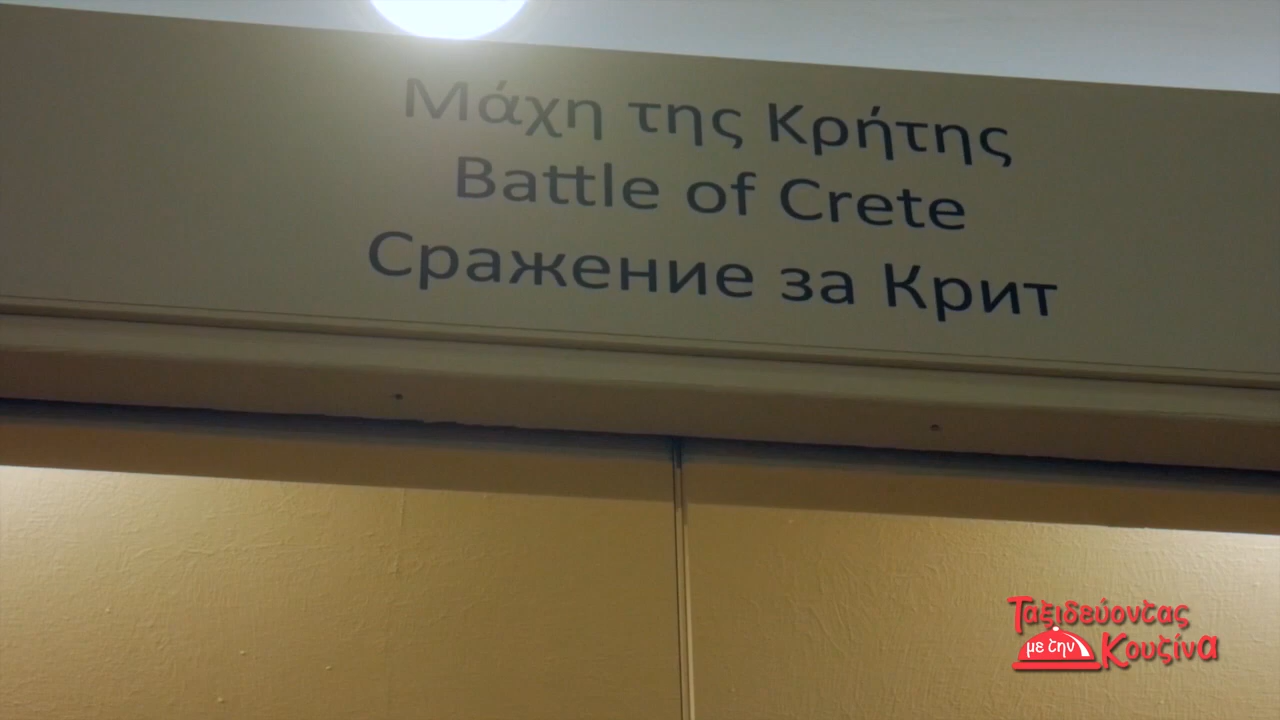 Μάχη της Κρήτης
Battle of Crete
Сражение за Крит
Ταξιδεύοντας
με την Κουζίνα